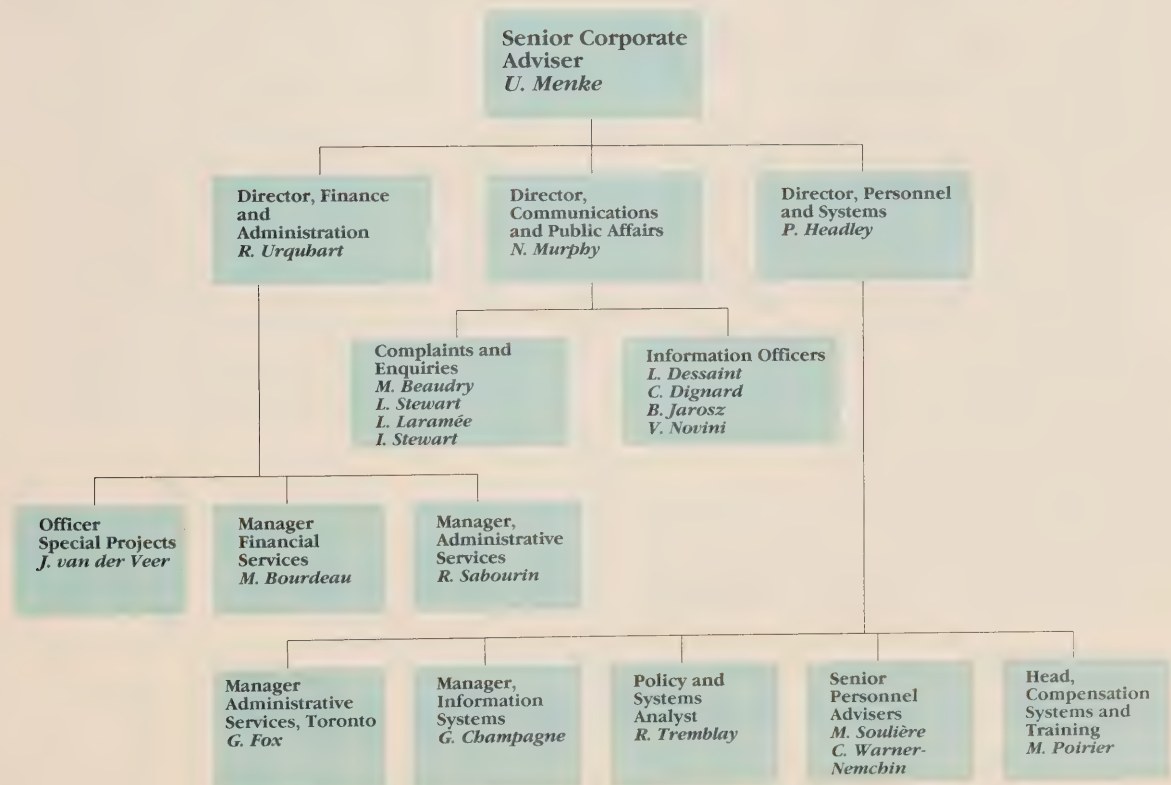 Senior Corporate
Adviser
U. Menke
Director, Finance
and
Administration
R. Urquhart
Director,
Communications
and Public Affairs
N. Murphy
Director, Personnel
and Systems
P. Headley
Complaints and
Enquiries
M. Beaudry
L. Stewart
L. Laramée
I. Stewart
Information Officers
L. Dessaint
C. Dignard
B. Jarosz
V. Novini
Officer
Special Projects
J. van der Veer
Manager
Financial
Services
M. Bourdeau
Manager,
Administrative
Services
R. Sabourin
Manager
Administrative
Services, Toronto
G. Fox
Manager,
Information
Systems
G. Champagne
Policy and
Systems
Analyst
R. Tremblay
Senior
Personnel
Advisers
M. Soulière
C. Warner-
Nemchin
Head,
Compensation
Systems and
Training
M. Poirier